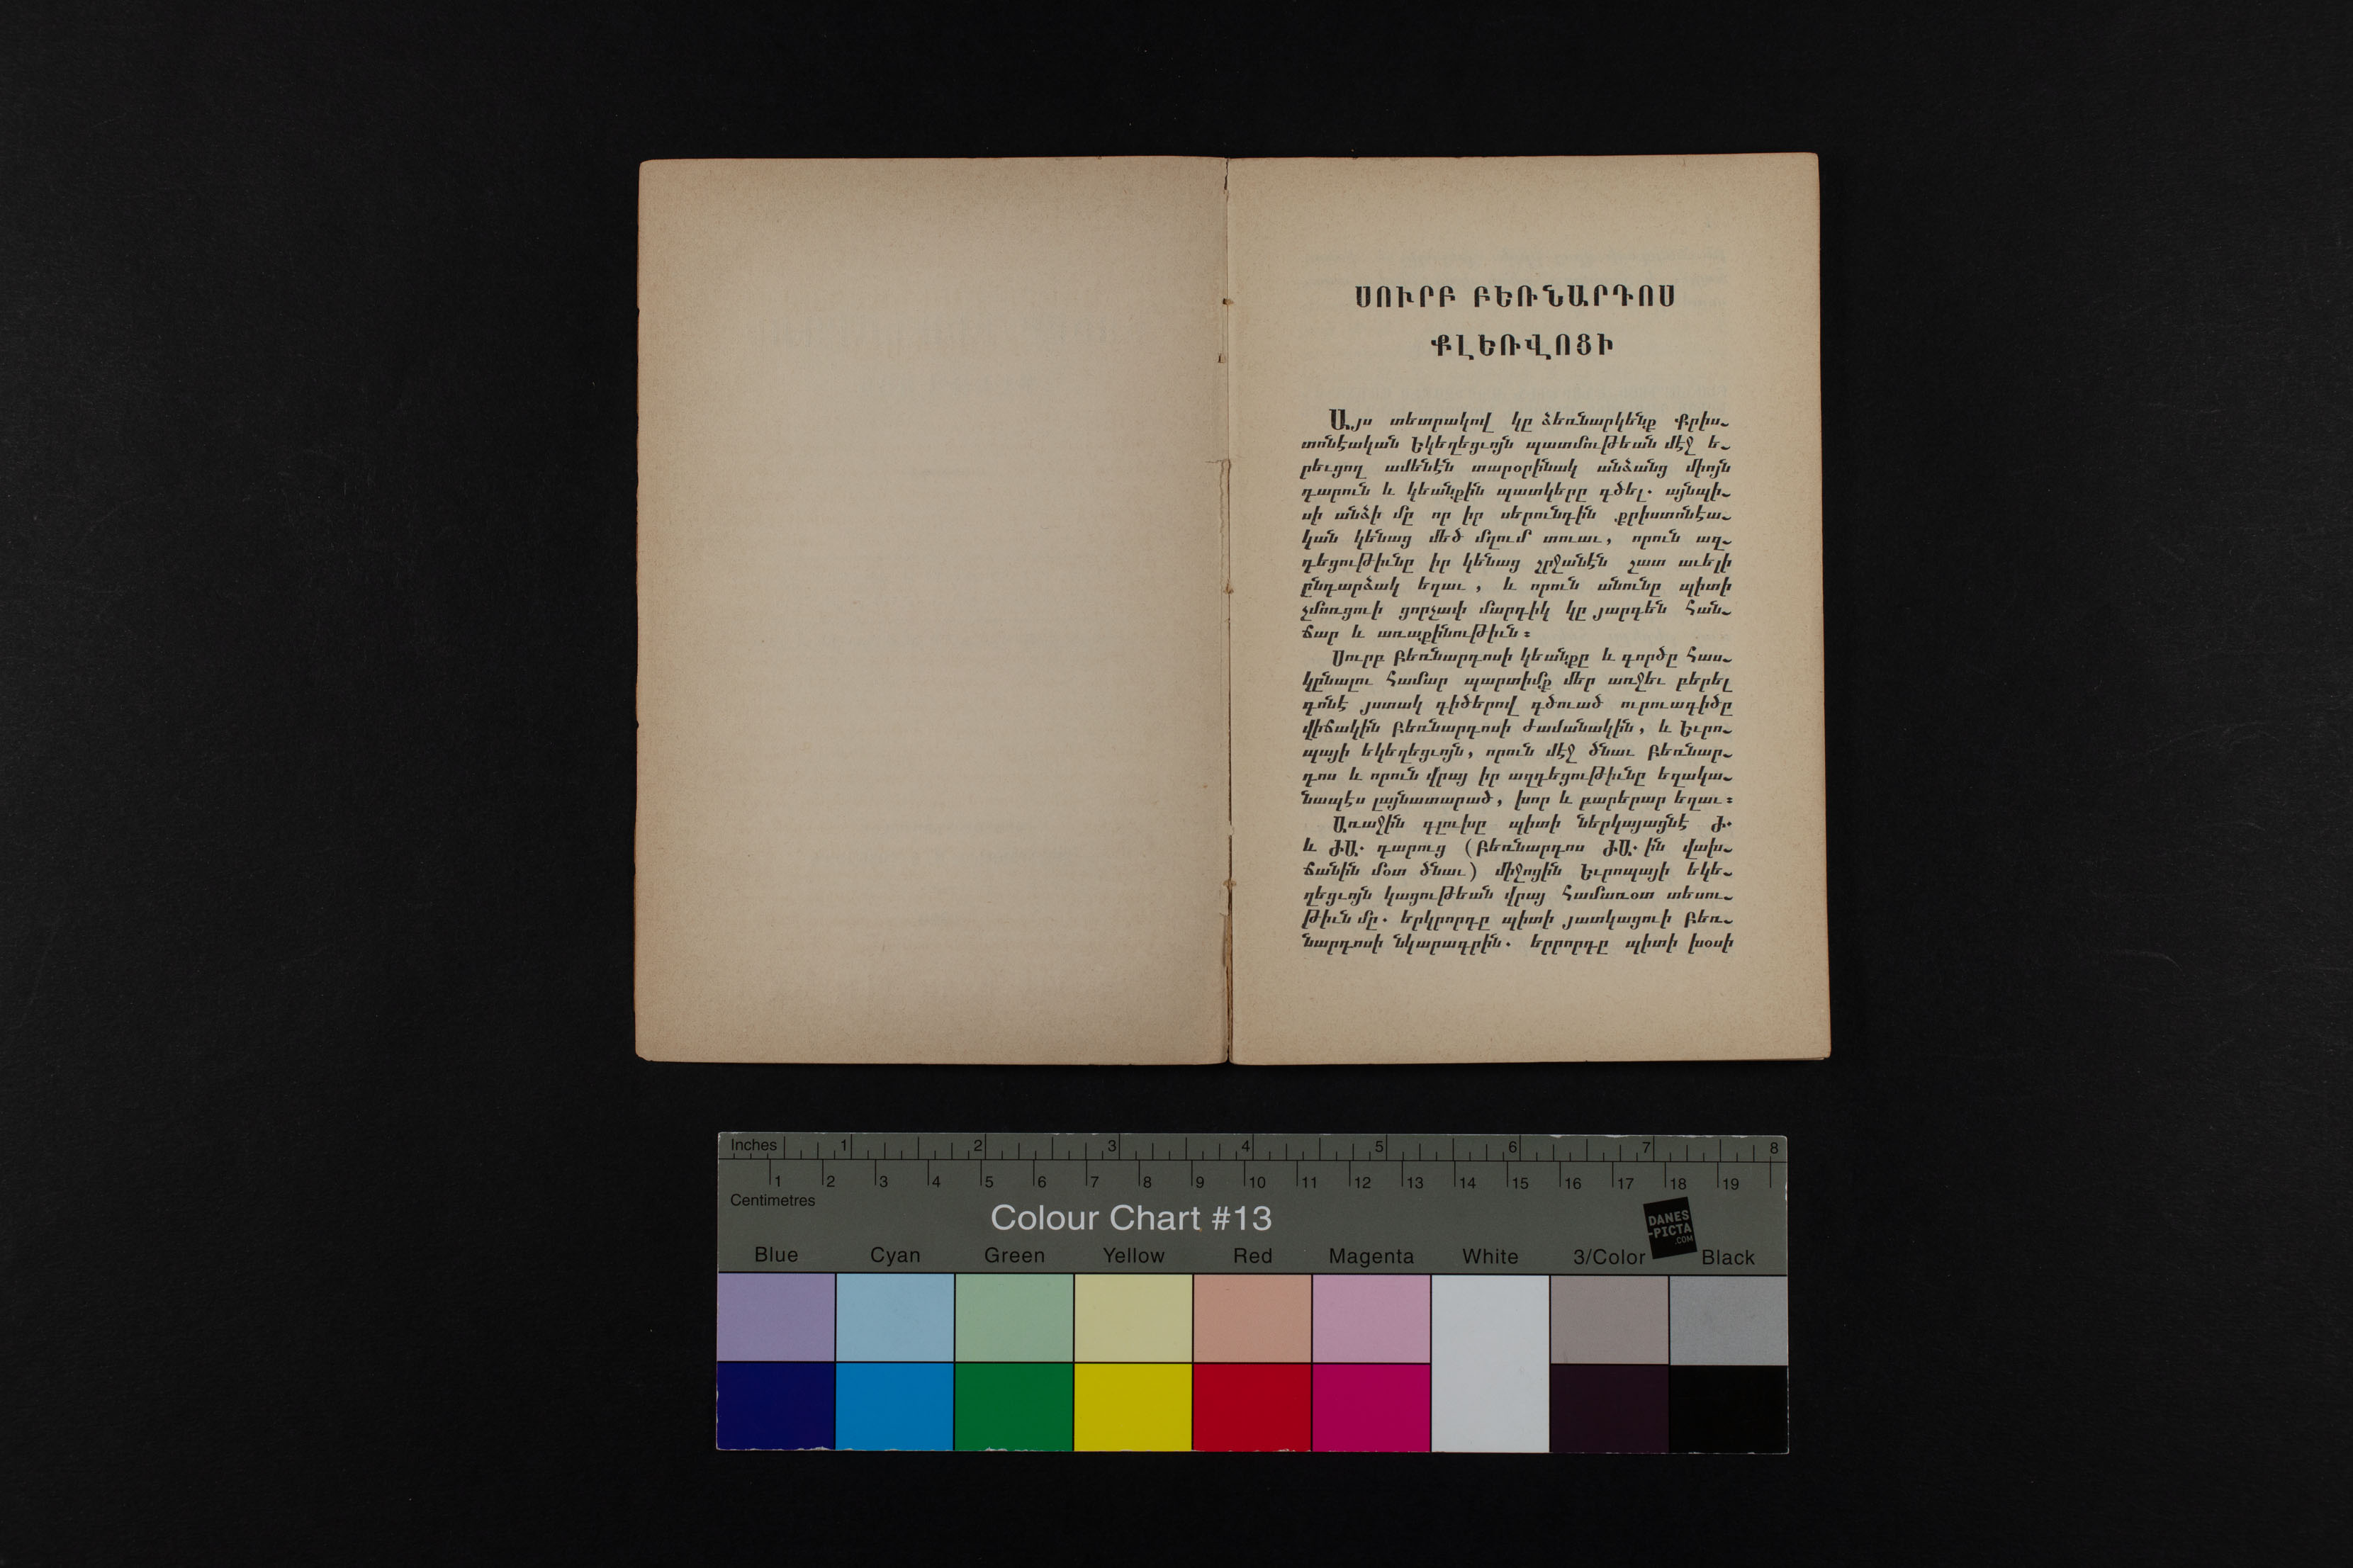 ՍՈՒՐԲ ԲԵՌՆԱՐԴՈՍ
ՔԼԵՌՎՈՑԻ
Այս տետրակով կը ձեռնարկենք Քրիս-
տոնէական Եկեղեցւոյն պատմութեան մէջ ե-
րեւցող ամենէն տարօրինակ անձանց միոյն
դարուն և կեանքին պատկերը գծել. այնպի-
սի անձի մը որ իր սերունդին քրիստոնէա-
կան կենաց մեծ մղում տուաւ, որուն ազ-
դեցութիւնը իր կենաց շրջանէն շատ աւելի
ընդարձակ եղաւ, և որուն անունը պիտի
չմոռցուի ցորչափ մարդիկ կը յարգեն հան-
ճար և առաքինութիւն։
Սուրբ Բեռնարդոսի կեանքը և գործը հաս-
կընալու համար պարտիմք մեր առջեւ բերել
գոնէ յստակ գիծերով գծուած ուրուագիծը
վիճակին Բեռնարդոսի ժամանակին, և Եւրո-
պայի եկեղեցւոյն, որուն մէջ ծնաւ Բեռնար-
դոս և որուն վրայ իր ազդեցութիւնը եղակա-
նապէս լայնատարած, խոր և բարերար եղաւ։
Առաջին գլուխը պիտի ներկայացնէ Ժ.
և ԺԱ. դարուց (Բեռնարդոս ԺԱ.ին վախ-
ճանին մօտ ծնաւ) միջոցին Եւրոպայի եկե-
ղեցւոյն կացութեան վրայ համառօտ տեսու-
թիւն մը. երկրորդը պիտի յատկացուի Բեռ-
նարդոսի նկարագրին. երրորդը պիտի խօսի
Inches 1 2 3 4 5 6 7 8
1 2 3 4 5 6 7 8 9 10 11 12 13 14 15 16 17 18 19
Centimetres
Colour Chart #13
DANES
-PICTA
.COM
Blue Cyan Green Yellow Red Magenta White 3/Color Black